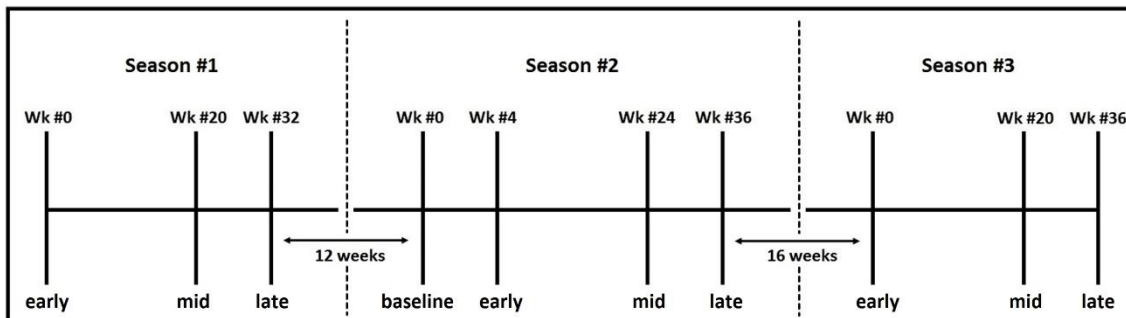 Season #1 Season #2 Season #3
Wk #0 Wk #20 Wk #32 Wk #0 Wk #4 Wk #24 Wk #36 Wk #0 Wk #20 Wk #36
12 weeks 16 weeks
early mid late baseline early mid late early mid late